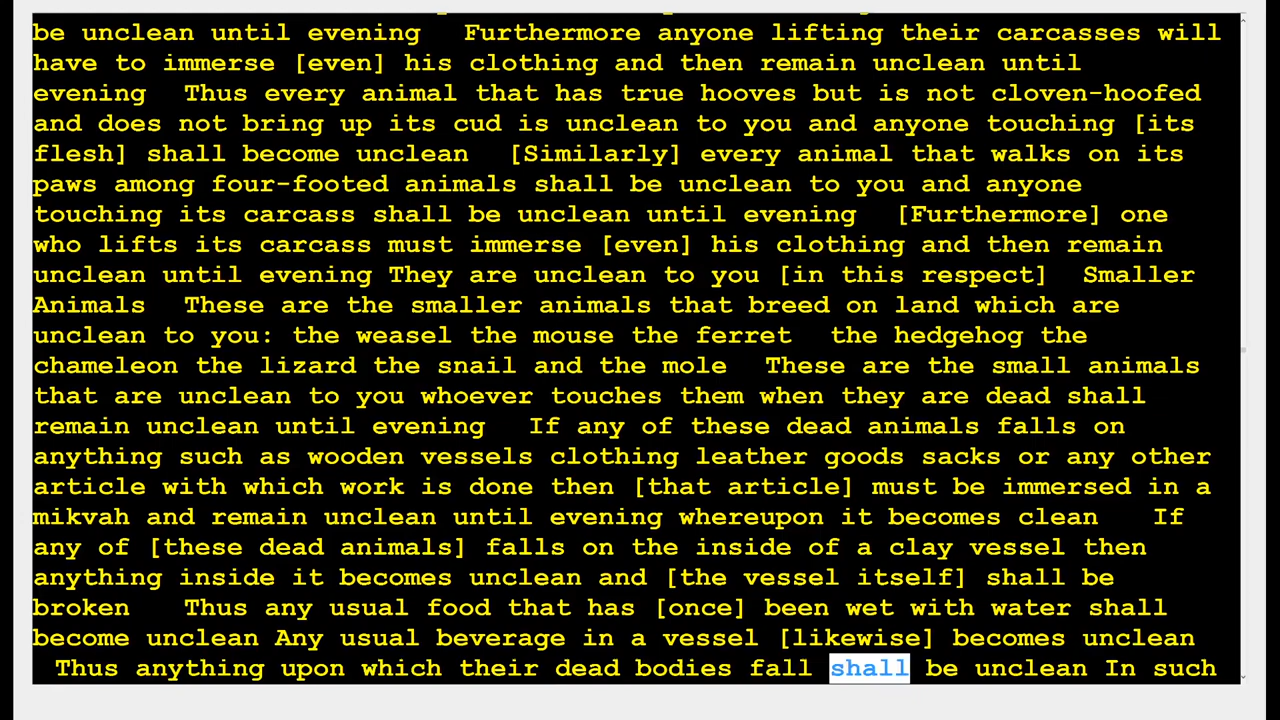 be unclean until evening Furthermore anyone lifting their carcasses will
have to immerse [even] his clothing and then remain unclean until
evening Thus every animal that has true hooves but is not cloven-hoofed
and does not bring up its cud is unclean to you and anyone touching [its
flesh] shall become unclean [Similarly] every animal that walks on its
paws among four-footed animals shall be unclean to you and anyone
touching its carcass shall be unclean until evening [Furthermore] one
who lifts its carcass must immerse [even] his clothing and then remain
unclean until evening They are unclean to you [in this respect] Smaller
Animals These are the smaller animals that breed on land which are
unclean to you: the weasel the mouse the ferret the hedgehog the
chameleon the lizard the snail and the mole These are the small animals
that are unclean to you whoever touches them when they are dead shall
remain unclean until evening If any of these dead animals falls on
anything such as wooden vessels clothing leather goods sacks or any other
article with which work is done then [that article] must be immersed in a
mikvah and remain unclean until evening whereupon it becomes clean If
any of [these dead animals] falls on the inside of a clay vessel then
anything inside it becomes unclean and [the vessel itself] shall be
broken Thus any usual food that has [once] been wet with water shall
become unclean Any usual beverage in a vessel [likewise] becomes unclean
Thus anything upon which their dead bodies fall shall be unclean In such